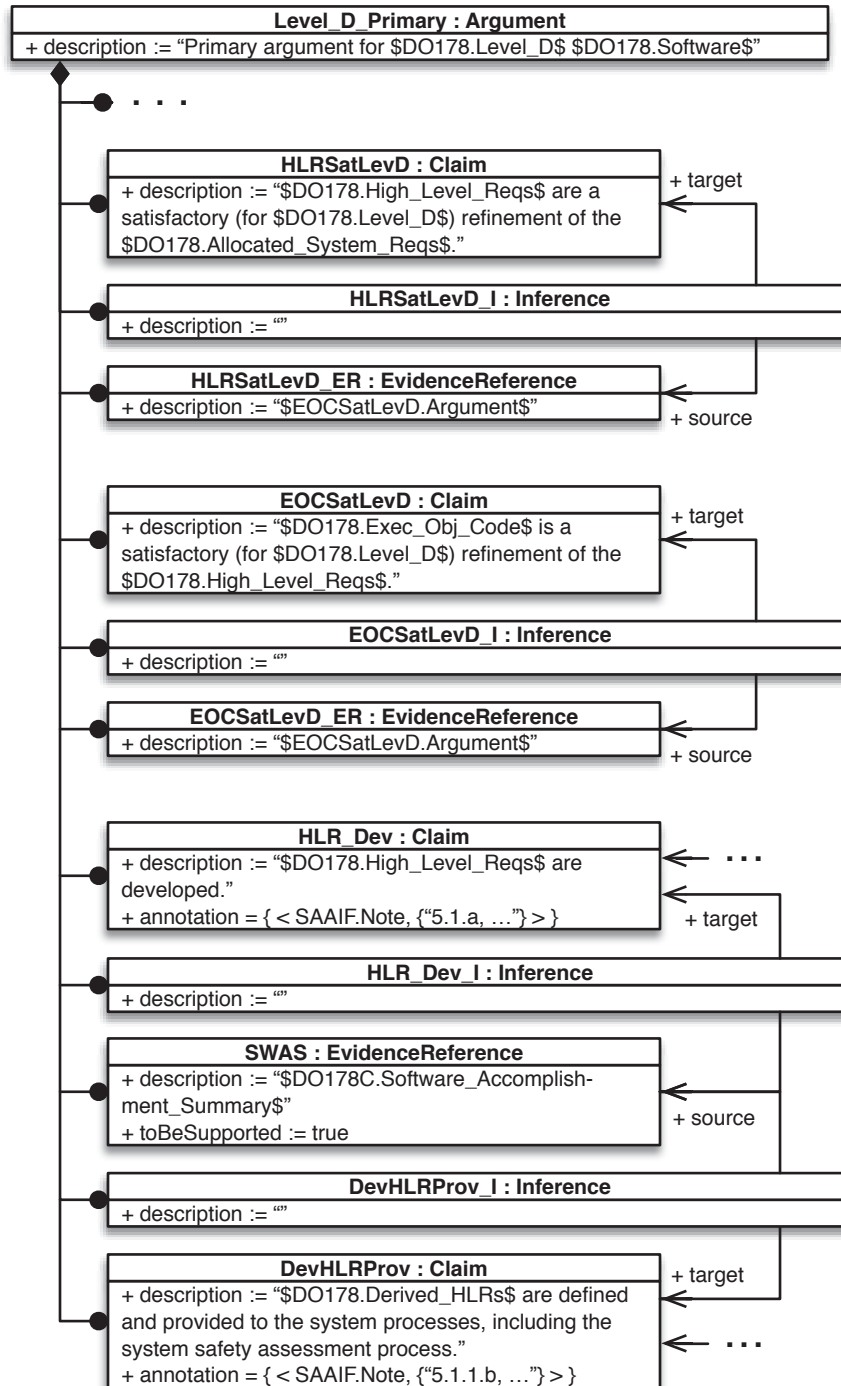 Level_D_Primary : Argument
+ description := “Primary argument for $DO178.Level_D$ $DO178.Software$”
. . .
HLRSatLevD : Claim
+ description := “$DO178.High_Level_Reqs$ are a
satisfactory (for $DO178.Level_D$) refinement of the
$DO178.Allocated_System_Reqs$.”
+ target
HLRSatLevD_I : Inference
+ description := “”
HLRSatLevD_ER : EvidenceReference
+ description := “$EOCSatLevD.Argument$”
+ source
EOCSatLevD : Claim
+ description := “$DO178.Exec_Obj_Code$ is a
satisfactory (for $DO178.Level_D$) refinement of the
$DO178.High_Level_Reqs$.”
+ target
EOCSatLevD_I : Inference
+ description := “”
EOCSatLevD_ER : EvidenceReference
+ description := “$EOCSatLevD.Argument$”
+ source
HLR_Dev : Claim
+ description := “$DO178.High_Level_Reqs$ are
developed.”
+ annotation = { < SAAIF.Note, {“5.1.a, …”} > }
. . .
+ target
HLR_Dev_I : Inference
+ description := “”
SWAS : EvidenceReference
+ description := “$DO178C.Software_Accomplish-
ment_Summary$”
+ toBeSupported := true
+ source
DevHLRProv_I : Inference
+ description := “”
DevHLRProv : Claim
+ description := “$DO178.Derived_HLRs$ are defined
and provided to the system processes, including the
system safety assessment process.”
+ annotation = { < SAAIF.Note, {“5.1.1.b, …”} > }
+ target
. . .